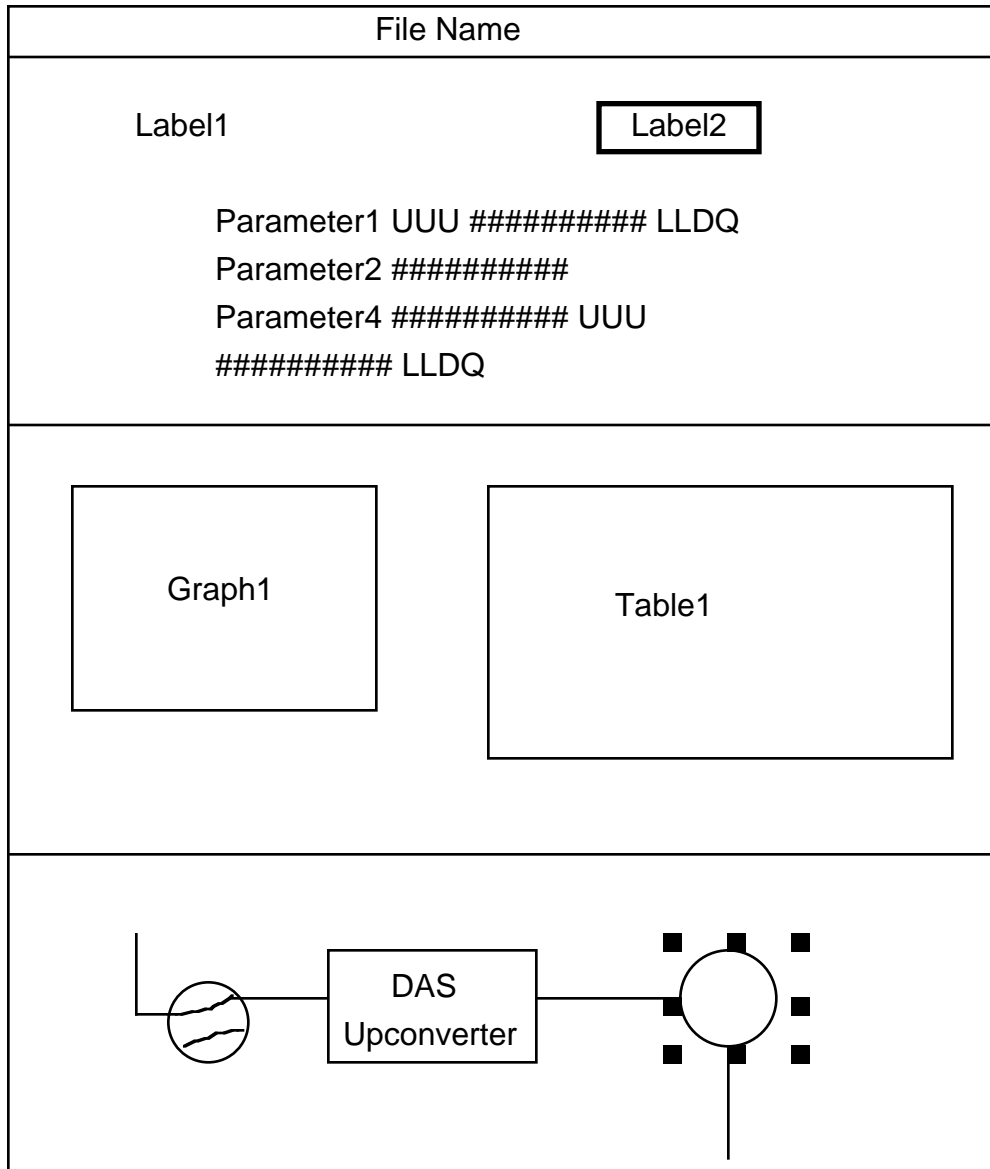 File Name
Label1 Label2
Parameter1 UUU ########## LLDQ
Parameter2 ##########
Parameter4 ########## UUU
########## LLDQ
Graph1
Table1
DAS
Upconverter